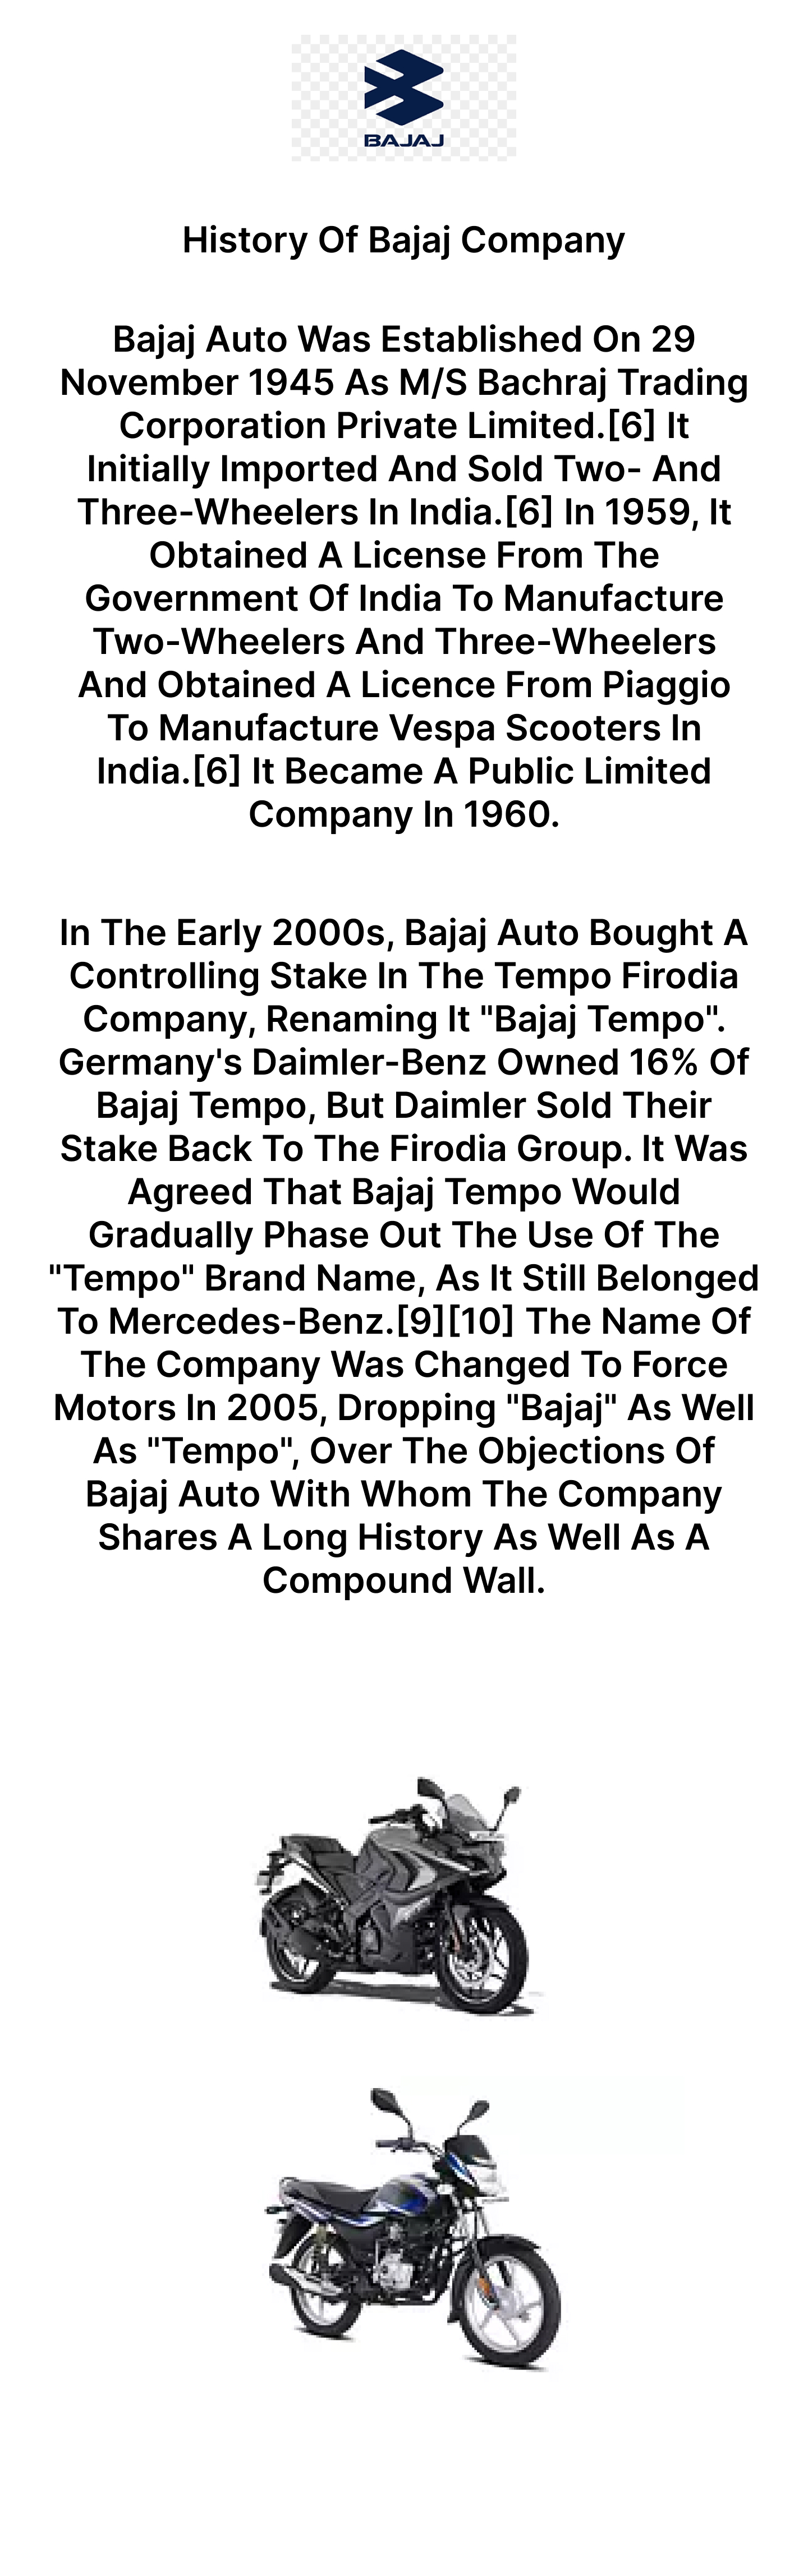 BAJAJ
History Of Bajaj Company
Bajaj Auto Was Established On 29
November 1945 As M/S Bachraj Trading
Corporation Private Limited.[6] It
Initially Imported And Sold Two- And
Three-Wheelers In India.[6] In 1959, It
Obtained A License From The
Government Of India To Manufacture
Two-Wheelers And Three-Wheelers
And Obtained A Licence From Piaggio
To Manufacture Vespa Scooters In
India.[6] It Became A Public Limited
Company In 1960.
In The Early 2000s, Bajaj Auto Bought A
Controlling Stake In The Tempo Firodia
Company, Renaming It "Bajaj Tempo".
Germany's Daimler-Benz Owned 16% Of
Bajaj Tempo, But Daimler Sold Their
Stake Back To The Firodia Group. It Was
Agreed That Bajaj Tempo Would
Gradually Phase Out The Use Of The
"Tempo" Brand Name, As It Still Belonged
To Mercedes-Benz.[9][10] The Name Of
The Company Was Changed To Force
Motors In 2005, Dropping "Bajaj" As Well
As "Tempo", Over The Objections Of
Bajaj Auto With Whom The Company
Shares A Long History As Well As A
Compound Wall.